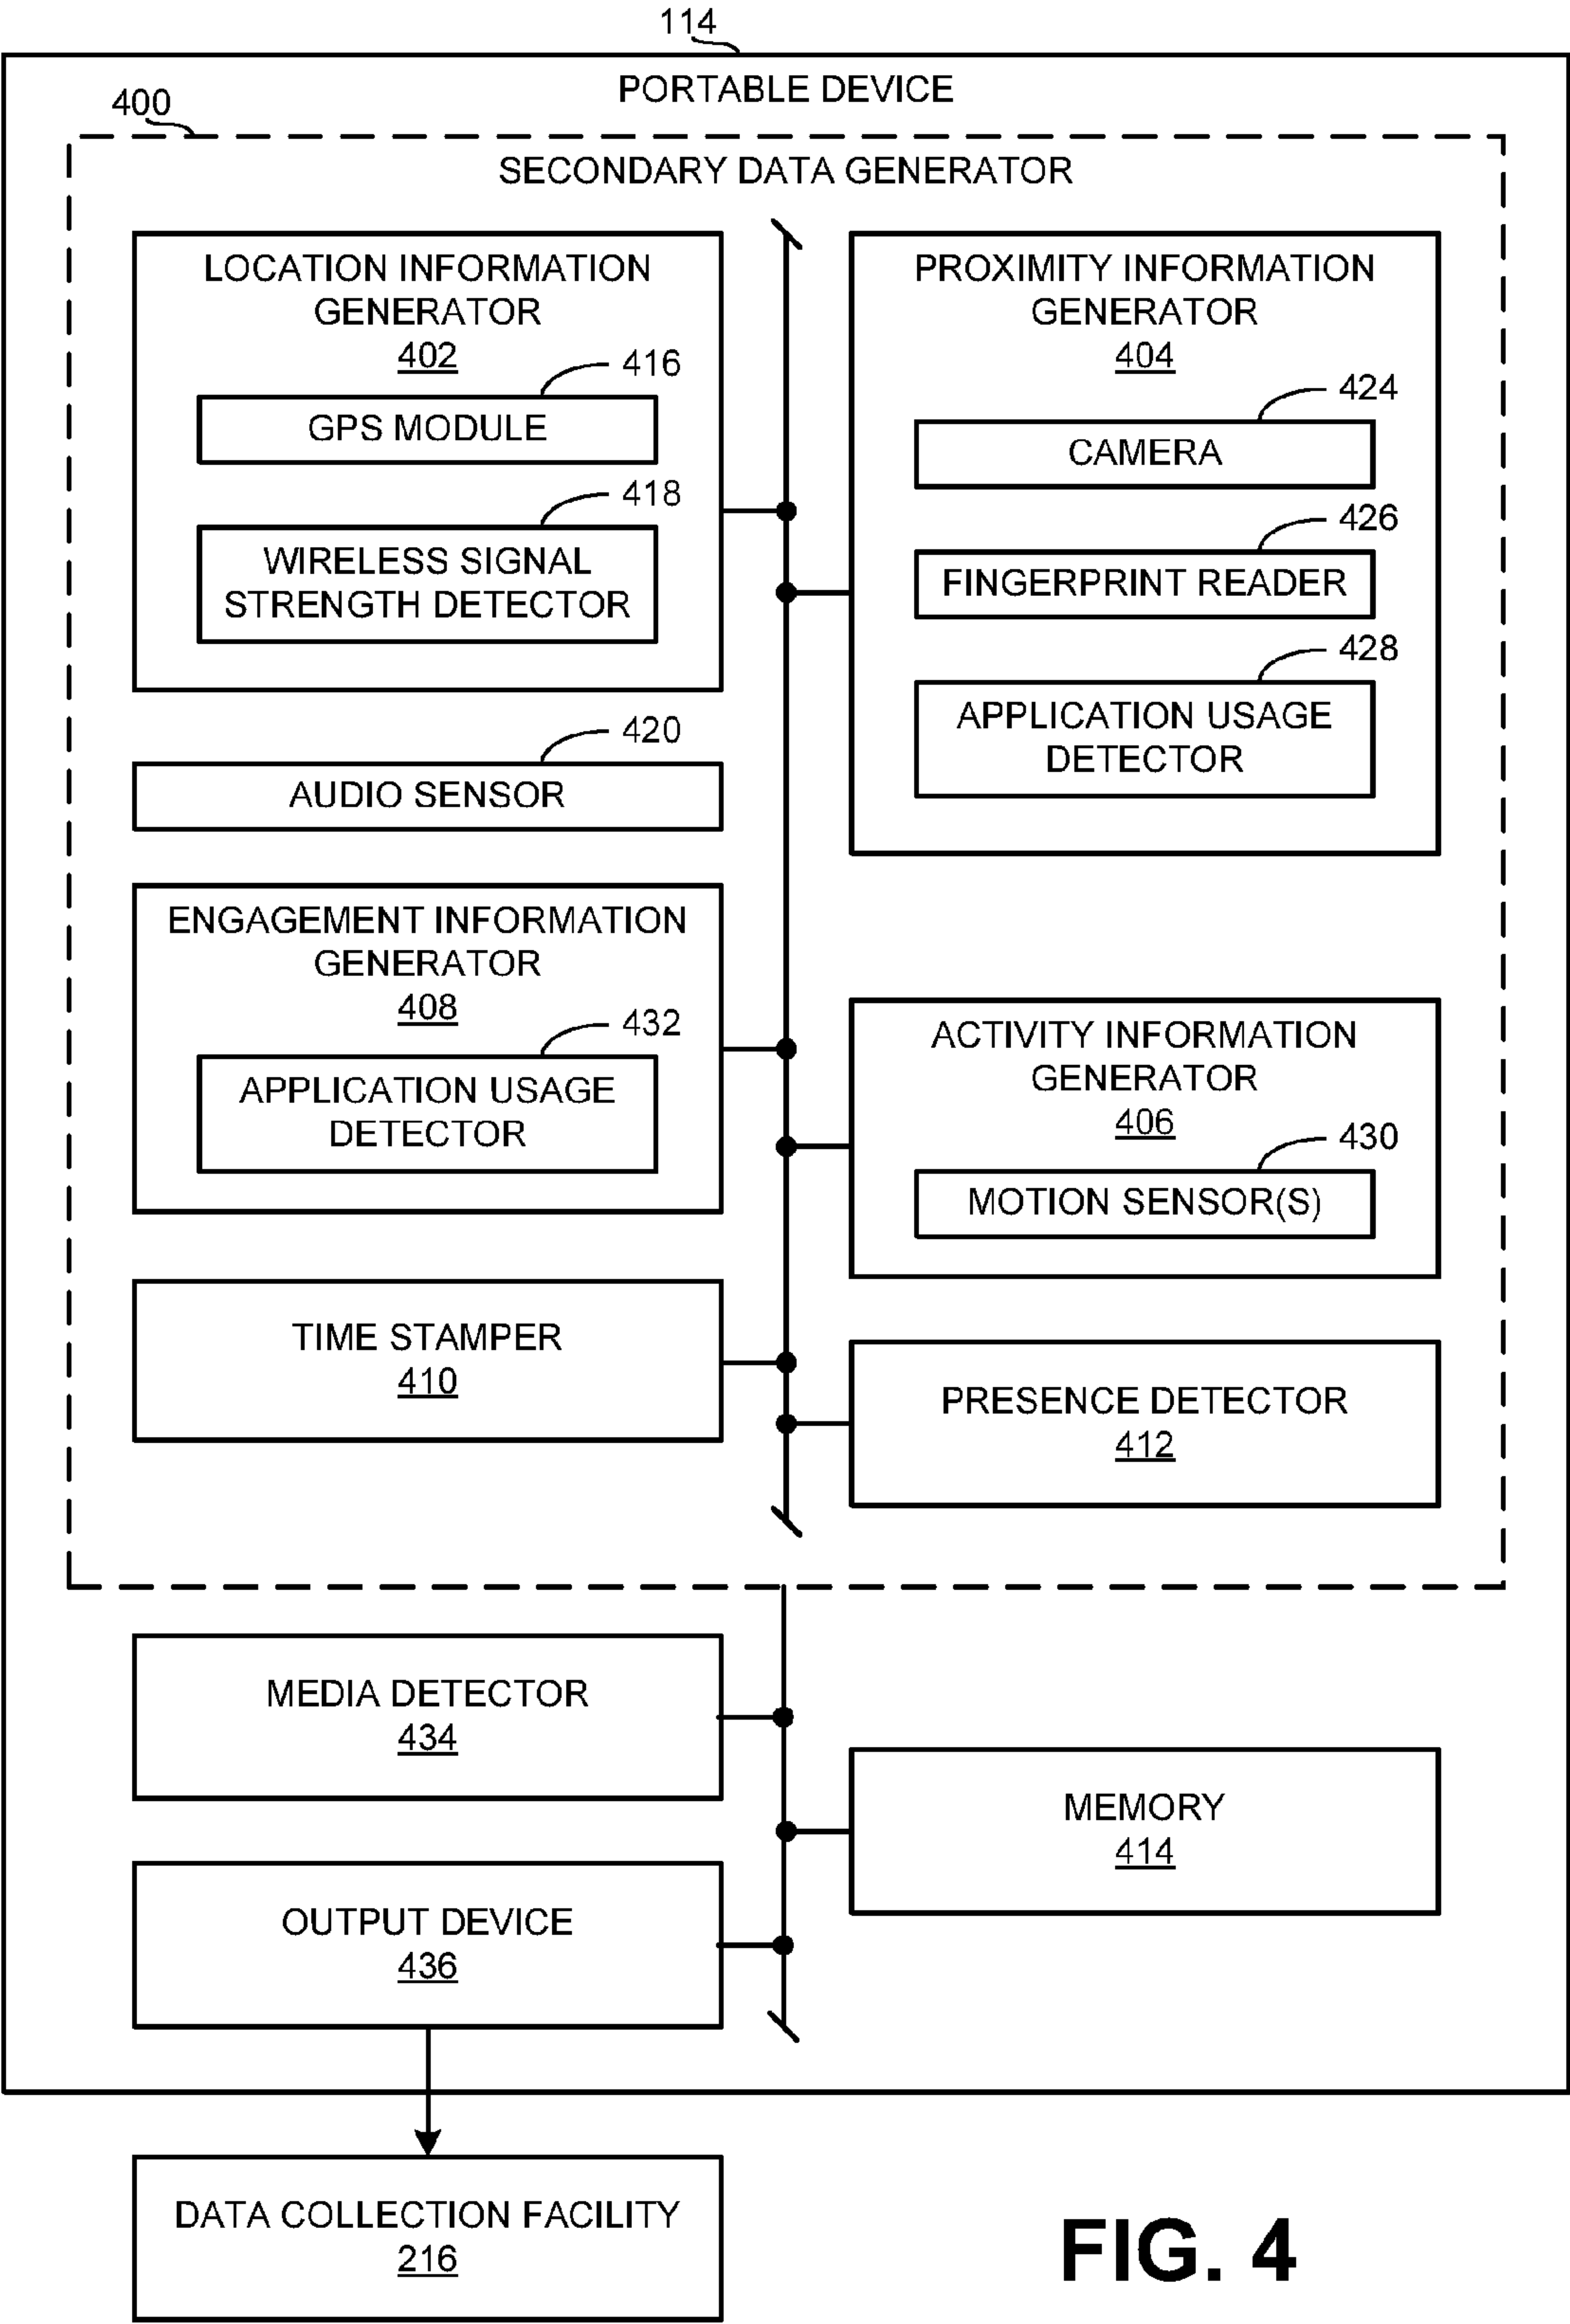 114
PORTABLE DEVICE
400
SECONDARY DATA GENERATOR
LOCATION INFORMATION
GENERATOR
402
416
GPS MODULE
418
WIRELESS SIGNAL
STRENGTH DETECTOR
PROXIMITY INFORMATION
GENERATOR
404
424
CAMERA
426
FINGERPRINT READER
428
APPLICATION USAGE
DETECTOR
420
AUDIO SENSOR
ENGAGEMENT INFORMATION
GENERATOR
408
432
APPLICATION USAGE
DETECTOR
ACTIVITY INFORMATION
GENERATOR
406
430
MOTION SENSOR(S)
TIME STAMPER
410
PRESENCE DETECTOR
412
MEDIA DETECTOR
434
MEMORY
414
OUTPUT DEVICE
436
DATA COLLECTION FACILITY
216
FIG. 4